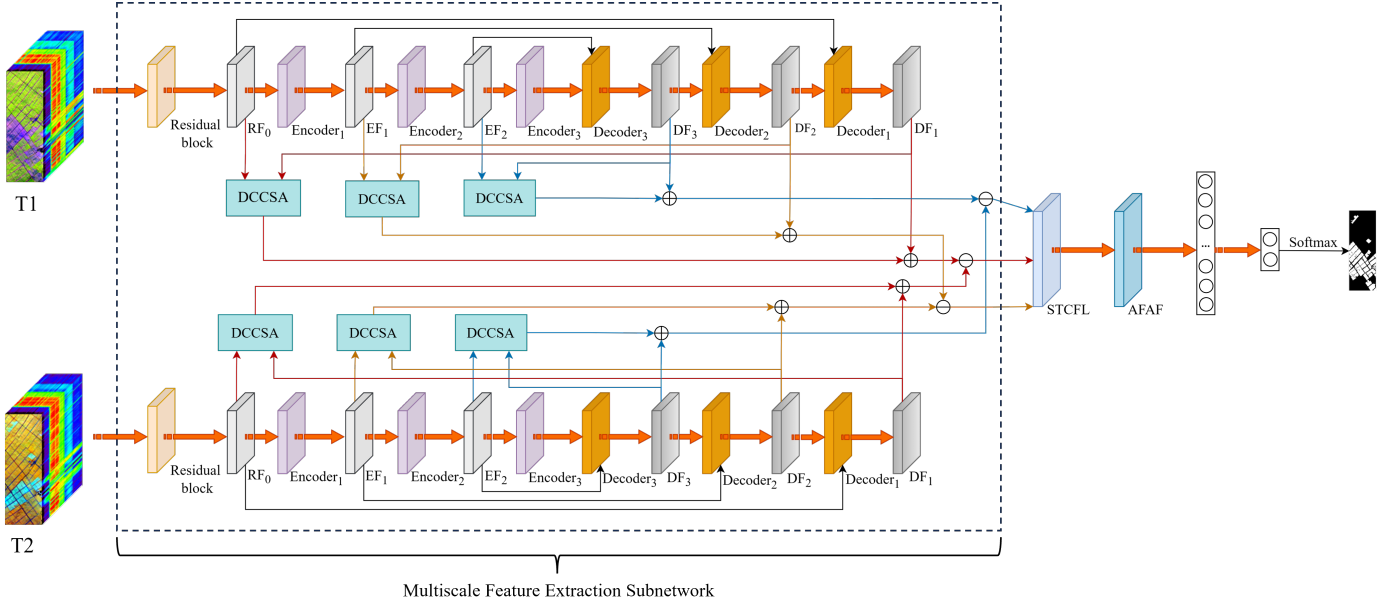 T1
Residual
block
RF0
Encoder1
EF1
Encoder2
EF2
Encoder3
Decoder3
DF3
Decoder2
DF2
Decoder1
DF1
DCCSA
DCCSA
DCCSA
...
Softmax
STCFL
AFAF
DCCSA
DCCSA
DCCSA
T2
Residual
block
RF0
Encoder1
EF1
Encoder2
EF2
Encoder3
Decoder3
DF3
Decoder2
DF2
Decoder1
DF1
Multiscale Feature Extraction Subnetwork